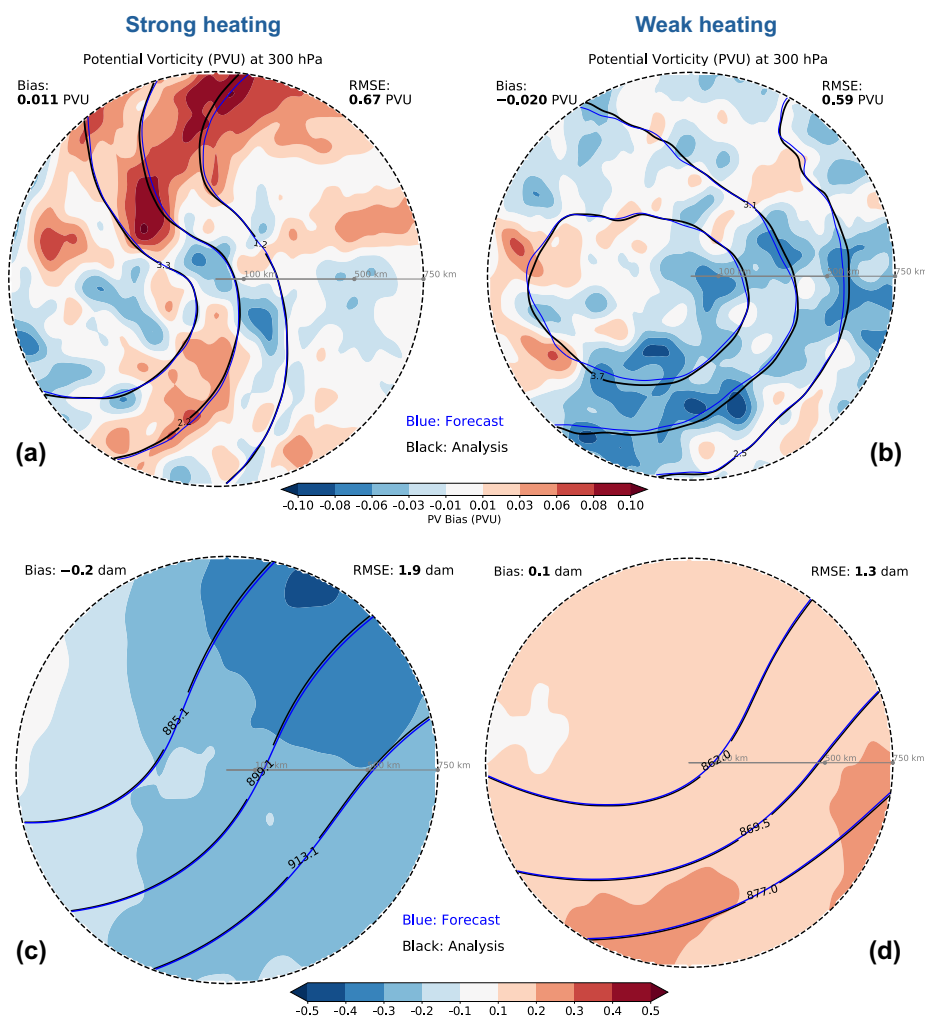 Strong heating
Weak heating
Potential Vorticity (PVU) at 300 hPa
Potential Vorticity (PVU) at 300 hPa
Bias:
0.011 PVU
RMSE:
0.67 PVU
Bias:
−0.020 PVU
RMSE:
0.59 PVU
3.1
1.2
3.3
100 km
500 km
750 km
100 km
750 km
3.7
2.2
2.5
Blue: Forecast
Black: Analysis
(a)
(b)
-0.10 -0.08 -0.06 -0.03 -0.01 0.01 0.03 0.06 0.08 0.10
PV Bias (PVU)
Bias: −0.2 dam
RMSE: 1.9 dam
Bias: 0.1 dam
RMSE: 1.3 dam
885.1
899.1
913.1
750 km
862.0
500 km
750 km
869.5
877.0
Blue: Forecast
Black: Analysis
(c)
(d)
-0.5 -0.4 -0.3 -0.2 -0.1 0.1 0.2 0.3 0.4 0.5